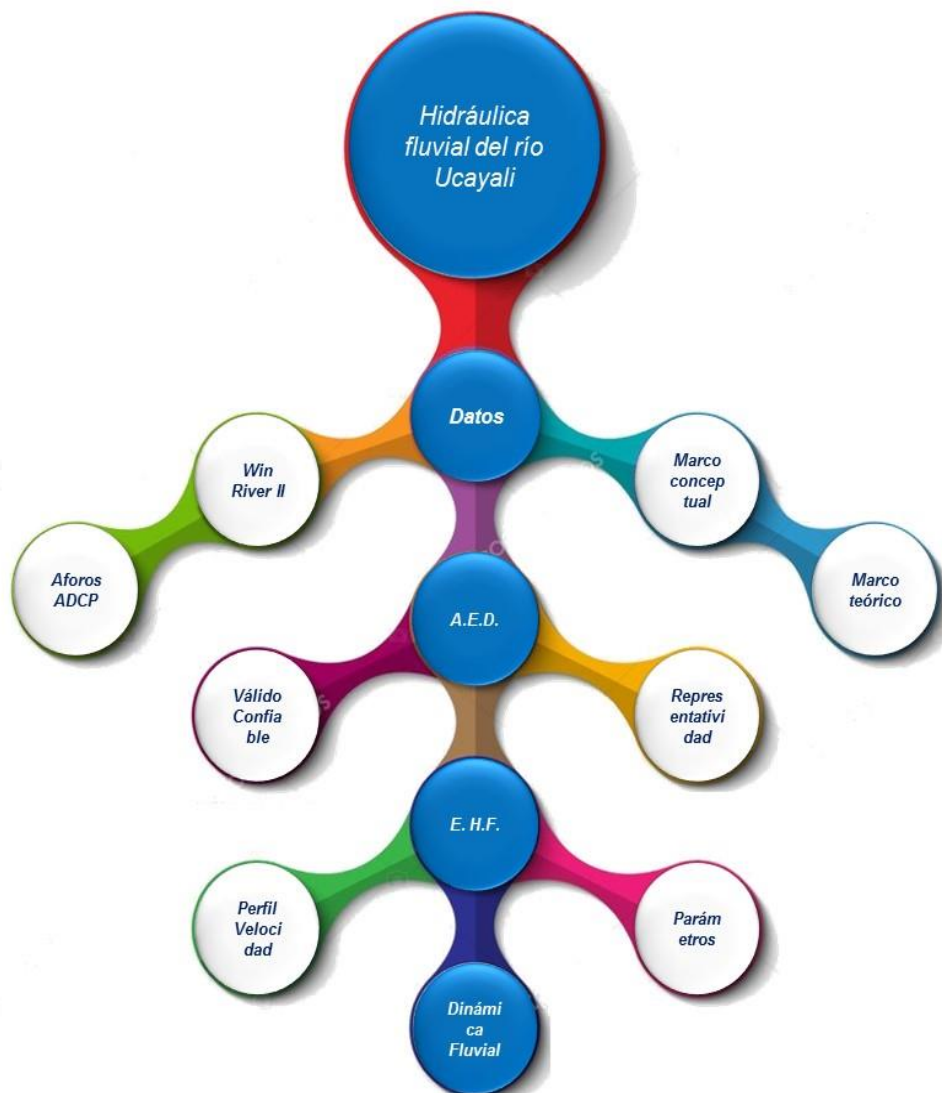 Hidráulica
fluvial del río
Ucayali
Datos
Win
River II
Marco
concep
tual
Aforos
ADCP
Marco
teórico
A.E.D.
Válido
Confia
ble
Repres
entativi
dad
E. H.F.
Perfil
Veloci
dad
Parám
etros
Dinámi
ca
Fluvial